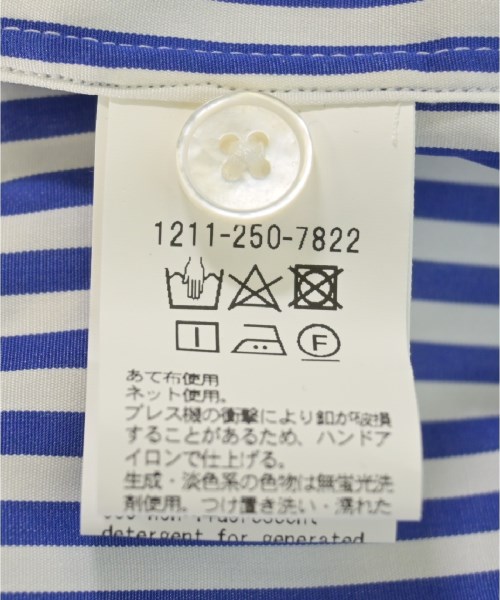 1211-250-7822
F
あて布使用
ネット使用。
プレス機の衝撃により釦が破損
することがあるため、ハンドア
イロンで仕上げる。
生成・淡色系の色物は無蛍光洗
剤使用。つけ置き洗い・濡れた
detergent for generated